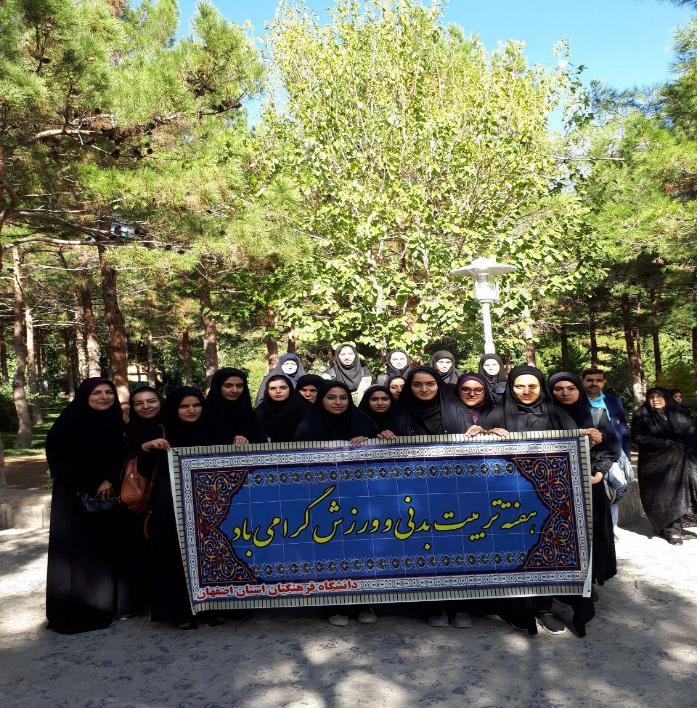 هفته تربیت بدنی و ورزش گرامی باد
دانشگاه فرهنگیان استان اصفهان